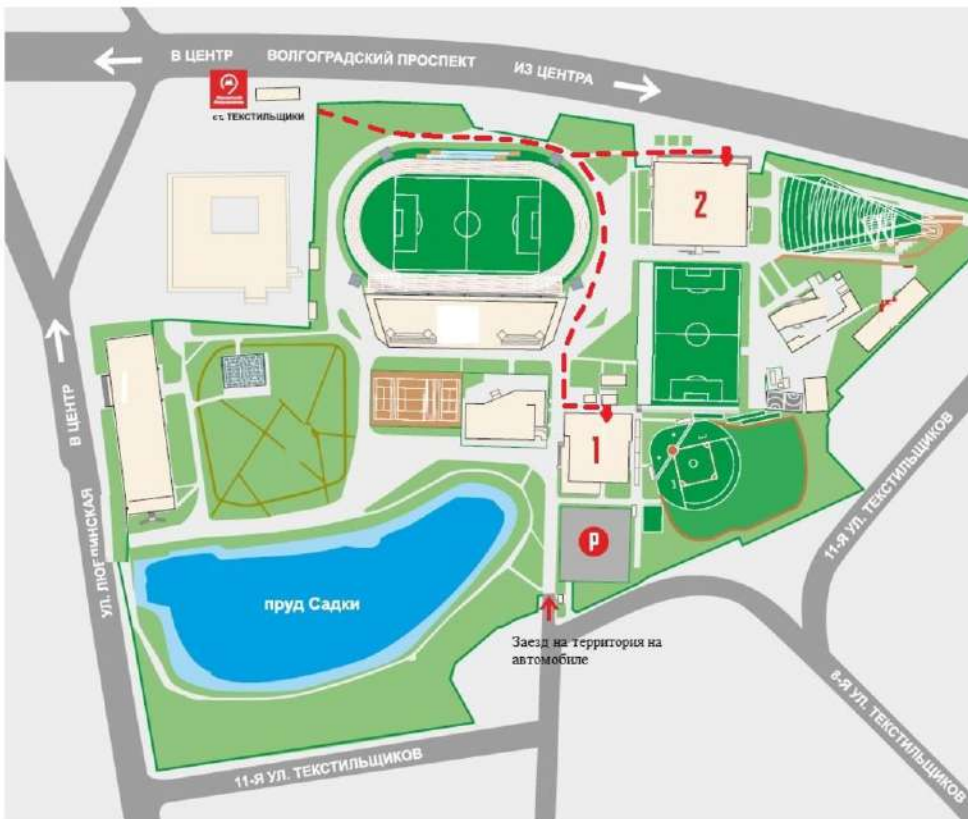 В ЦЕНТР
ВОЛГОГРАДСКИЙ ПРОСПЕКТ
ИЗ ЦЕНТРА
ст. ТЕКСТИЛЬЩИКИ
2
В ЦЕНТР
1
11-Я УЛ. ТЕКСТИЛЬЩИКОВ
P
УЛ. ЛЮБЛИНСКАЯ
пруд Садки
Заезд на территория на
автомобиле
8-Я УЛ. ТЕКСТИЛЬЩИКОВ
11-Я УЛ. ТЕКСТИЛЬЩИКОВ